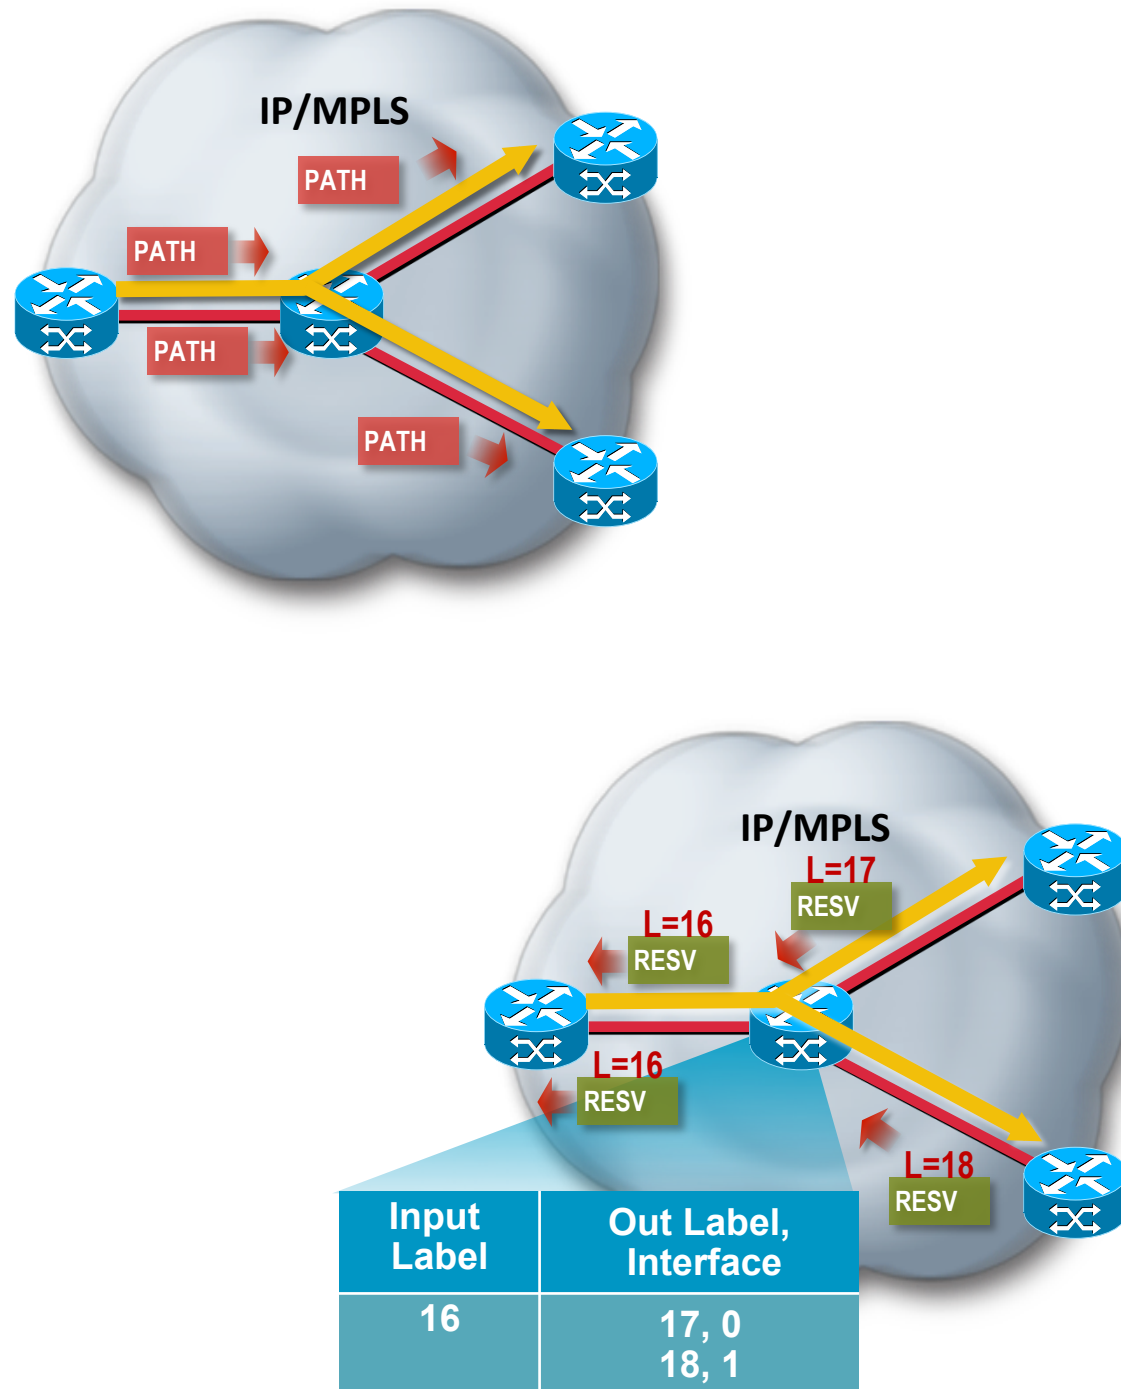 IP/MPLS
PATH
PATH
PATH
PATH
IP/MPLS
L=17
RESV
L=16
RESV
L=16
RESV
L=18
RESV
Input Label
Out Label, Interface
16
17, 0
18, 1